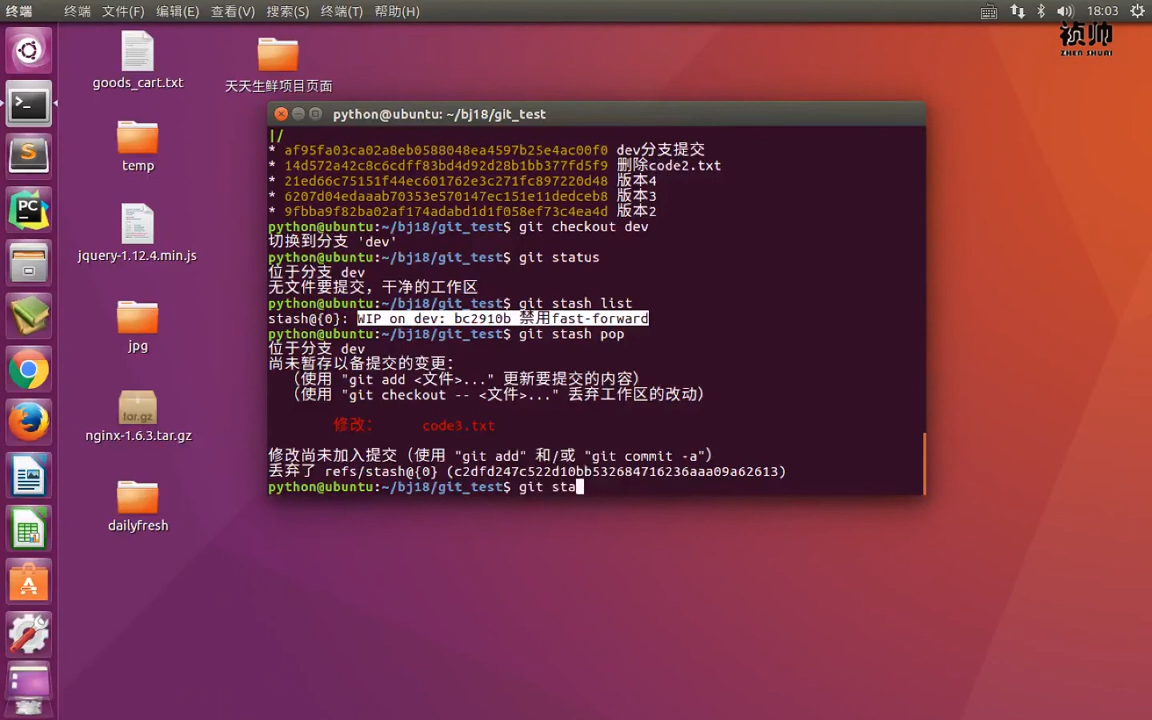 终端 终端 文件(F) 编辑(E) 查看(V) 搜索(S) 终端(T) 帮助(H) 18:03
祯帅
ZHEN SHUAI
goods_cart.txt
天天生鲜项目页面
temp
jquery-1.12.4.min.js
jpg
tar.gz
nginx-1.6.3.tar.gz
dailyfresh
S
PC
python@ubuntu: ~/bj18/git_test
|/
* af95fa03ca02a8eb0588048ea4597b25e4ac00f0 dev分支提交
* 14d572a42c8c6cdff83bd4d92d28b1bb377fd5f9 删除code2.txt
* 21ed66c75151f44ec601762e3c271fc897220d48 版本4
* 6207d04edaaab70353e570147ec151e11dedceb8 版本3
* 9fbba9f82ba02af174adabd1d1f058ef73c4ea4d 版本2
python@ubuntu:~/bj18/git_test$ git checkout dev
切换到分支 'dev'
python@ubuntu:~/bj18/git_test$ git status
位于分支 dev
无文件要提交，干净的工作区
python@ubuntu:~/bj18/git_test$ git stash list
stash@{0}: WIP on dev: bc2910b 禁用fast-forward
python@ubuntu:~/bj18/git_test$ git stash pop
位于分支 dev
尚未暂存以备提交的变更：
（使用 "git add <文件>..." 更新要提交的内容）
（使用 "git checkout -- <文件>..." 丢弃工作区的改动）
修改： code3.txt
修改尚未加入提交（使用 "git add" 和/或 "git commit -a"）
丢弃了 refs/stash@{0} (c2dfd247c522d10bb532684716236aaa09a62613)
python@ubuntu:~/bj18/git_test$ git sta